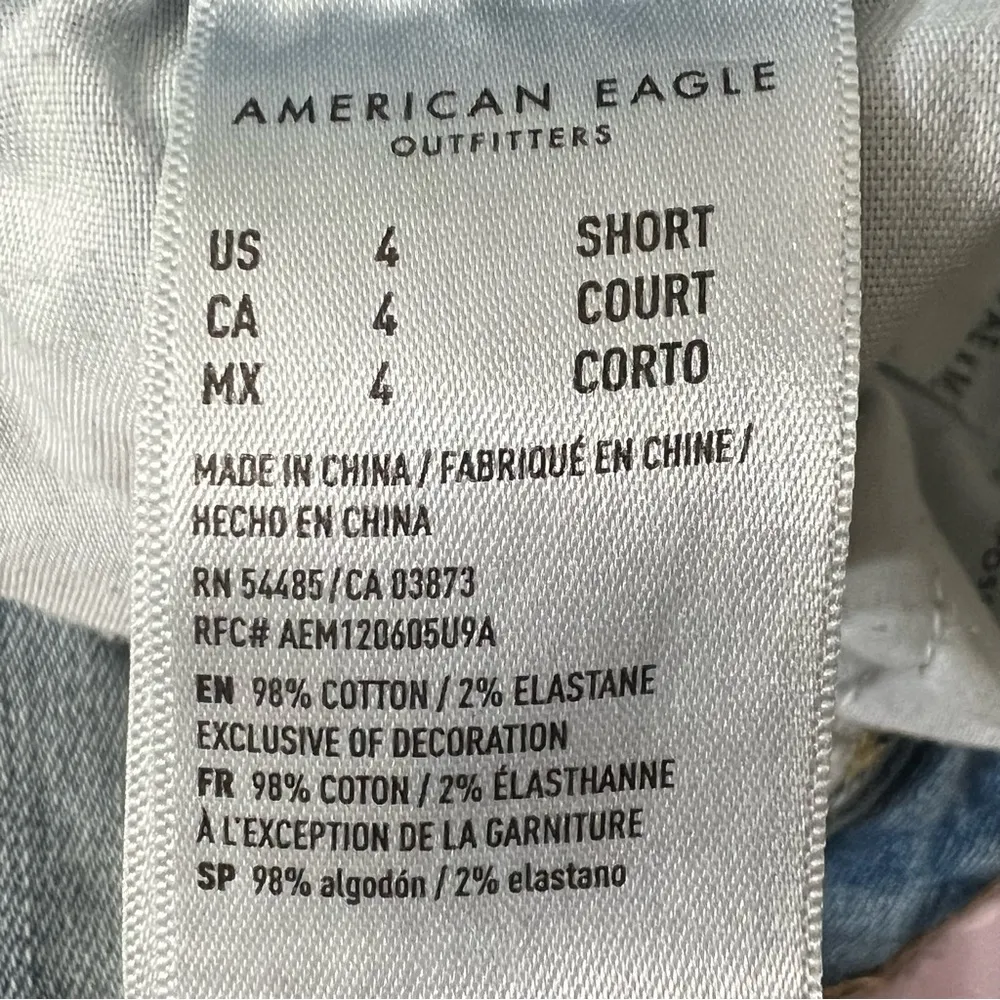 AMERICAN EAGLE
OUTFITTERS
US 4 SHORT
CA 4 COURT
MX 4 CORTO
MADE IN CHINA / FABRIQUÉ EN CHINE /
HECHO EN CHINA
RN 54485 / CA 03873
RFC# AEM120605U9A
EN 98% COTTON / 2% ELASTANE
EXCLUSIVE OF DECORATION
FR 98% COTON / 2% ÉLASTHANNE
À L'EXCEPTION DE LA GARNITURE
SP 98% algodón / 2% elastano